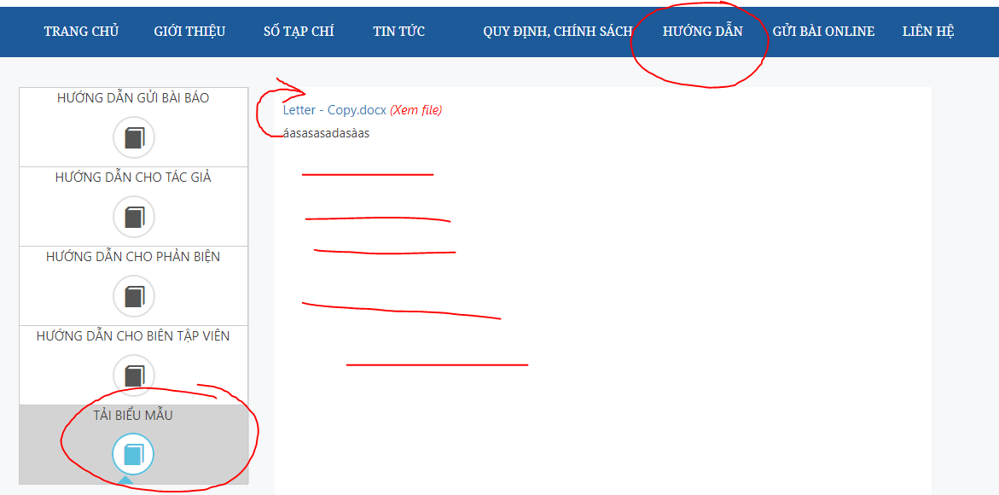 TRANG CHỦ GIỚI THIỆU SỐ TẠP CHÍ TIN TỨC QUY ĐỊNH, CHÍNH SÁCH HƯỚNG DẪN GỬI BÀI ONLINE LIÊN HỆ
HƯỚNG DẪN GỬI BÀI BÁO
HƯỚNG DẪN CHO TÁC GIẢ
HƯỚNG DẪN CHO PHẢN BIỆN
HƯỚNG DẪN CHO BIÊN TẬP VIÊN
TẢI BIỂU MẪU
Letter - Copy.docx (Xem file)
áasasasadasàas